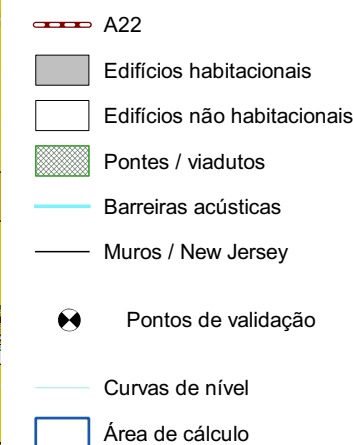 A22
Edifícios habitacionais
Edifícios não habitacionais
Pontes / viadutos
Barreiras acústicas
Muros / New Jersey
Pontos de validação
Curvas de nível
Área de cálculo